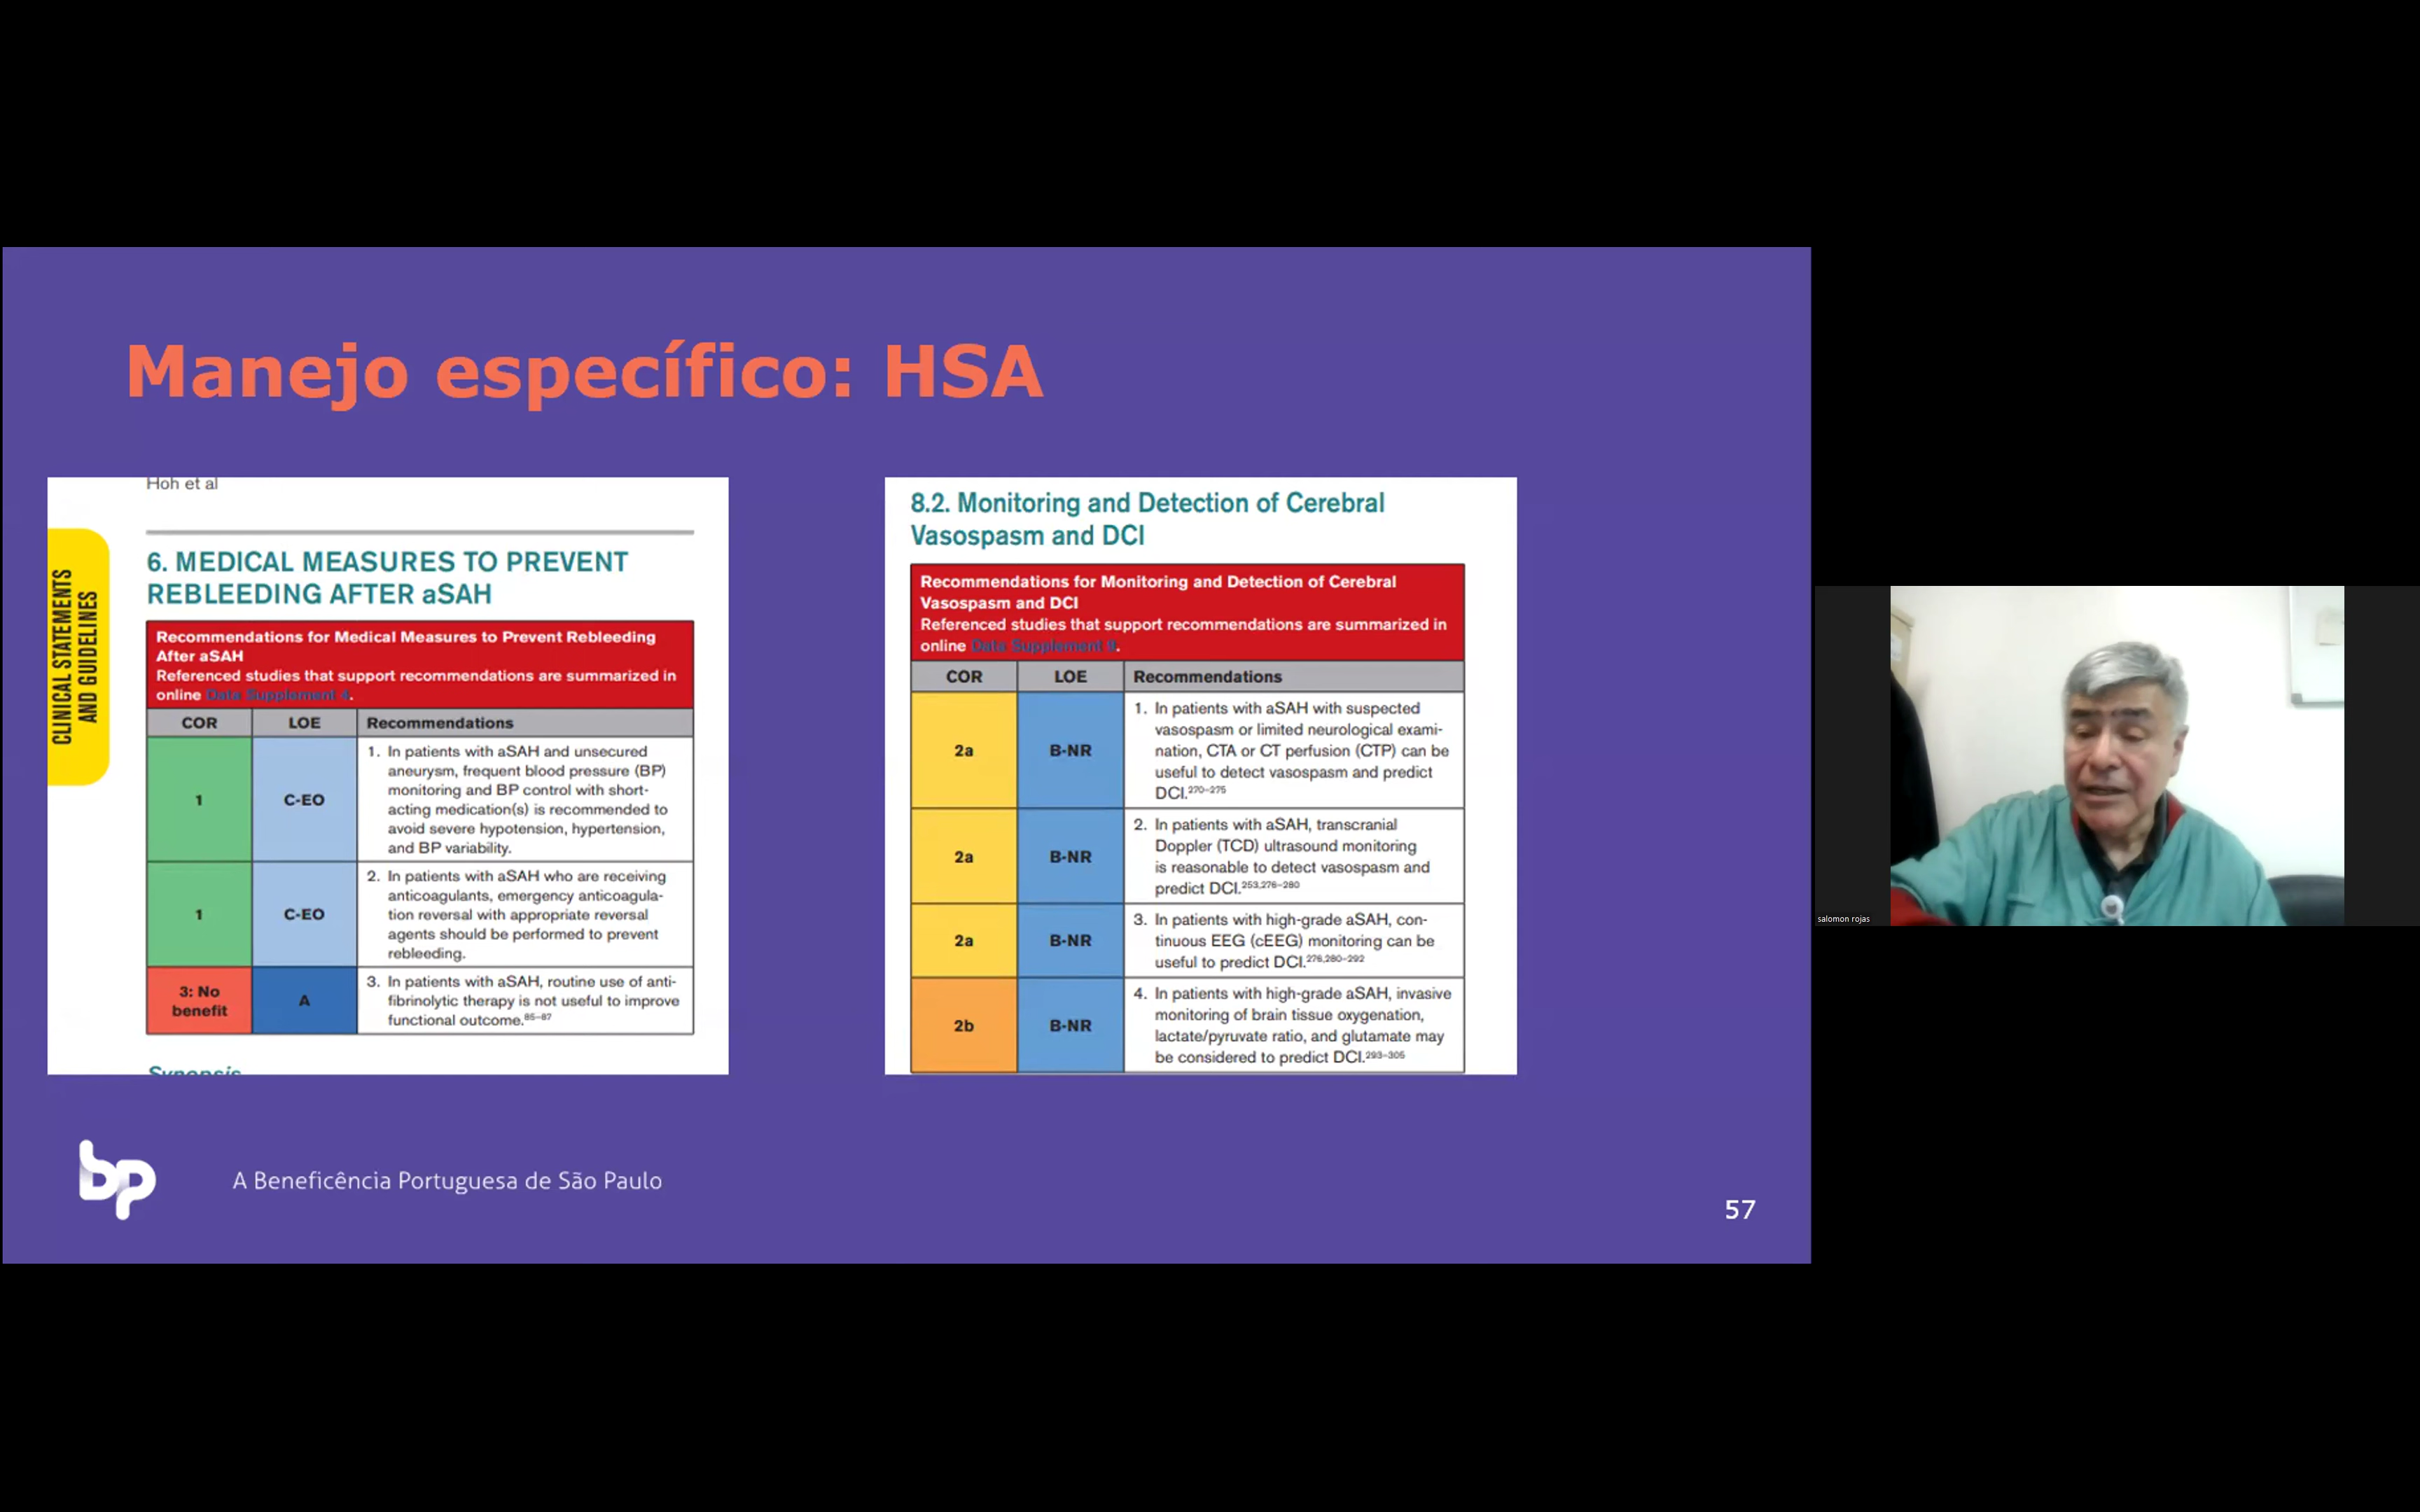 Manejo específico: HSA
Hoh et al
CLINICAL STATEMENTS
AND GUIDELINES
6. MEDICAL MEASURES TO PREVENT
REBLEEDING AFTER aSAH
Recommendations for Medical Measures to Prevent Rebleeding
After aSAH
Referenced studies that support recommendations are summarized in
online Data Supplement 4.
COR LOE Recommendations
1 C-EO
1. In patients with aSAH and unsecured
aneurysm, frequent blood pressure (BP)
monitoring and BP control with short-
acting medication(s) is recommended to
avoid severe hypotension, hypertension,
and BP variability.
1 C-EO
2. In patients with aSAH who are receiving
anticoagulants, emergency anticoagula-
tion reversal with appropriate reversal
agents should be performed to prevent
rebleeding.
3: No
benefit
A
3. In patients with aSAH, routine use of anti-
fibrinolytic therapy is not useful to improve
functional outcome.85–87
Synopsis
8.2. Monitoring and Detection of Cerebral
Vasospasm and DCI
Recommendations for Monitoring and Detection of Cerebral
Vasospasm and DCI
Referenced studies that support recommendations are summarized in
online Data Supplement 9.
COR LOE Recommendations
2a B-NR
1. In patients with aSAH with suspected
vasospasm or limited neurological exami-
nation, CTA or CT perfusion (CTP) can be
useful to detect vasospasm and predict
DCI.270–275
2a B-NR
2. In patients with aSAH, transcranial
Doppler (TCD) ultrasound monitoring
is reasonable to detect vasospasm and
predict DCI.253,276–280
2a B-NR
3. In patients with high-grade aSAH, con-
tinuous EEG (cEEG) monitoring can be
useful to predict DCI.276,280–292
2b B-NR
4. In patients with high-grade aSAH, invasive
monitoring of brain tissue oxygenation,
lactate/pyruvate ratio, and glutamate may
be considered to predict DCI.293–305
bp
A Beneficência Portuguesa de São Paulo
57
salomon rojas